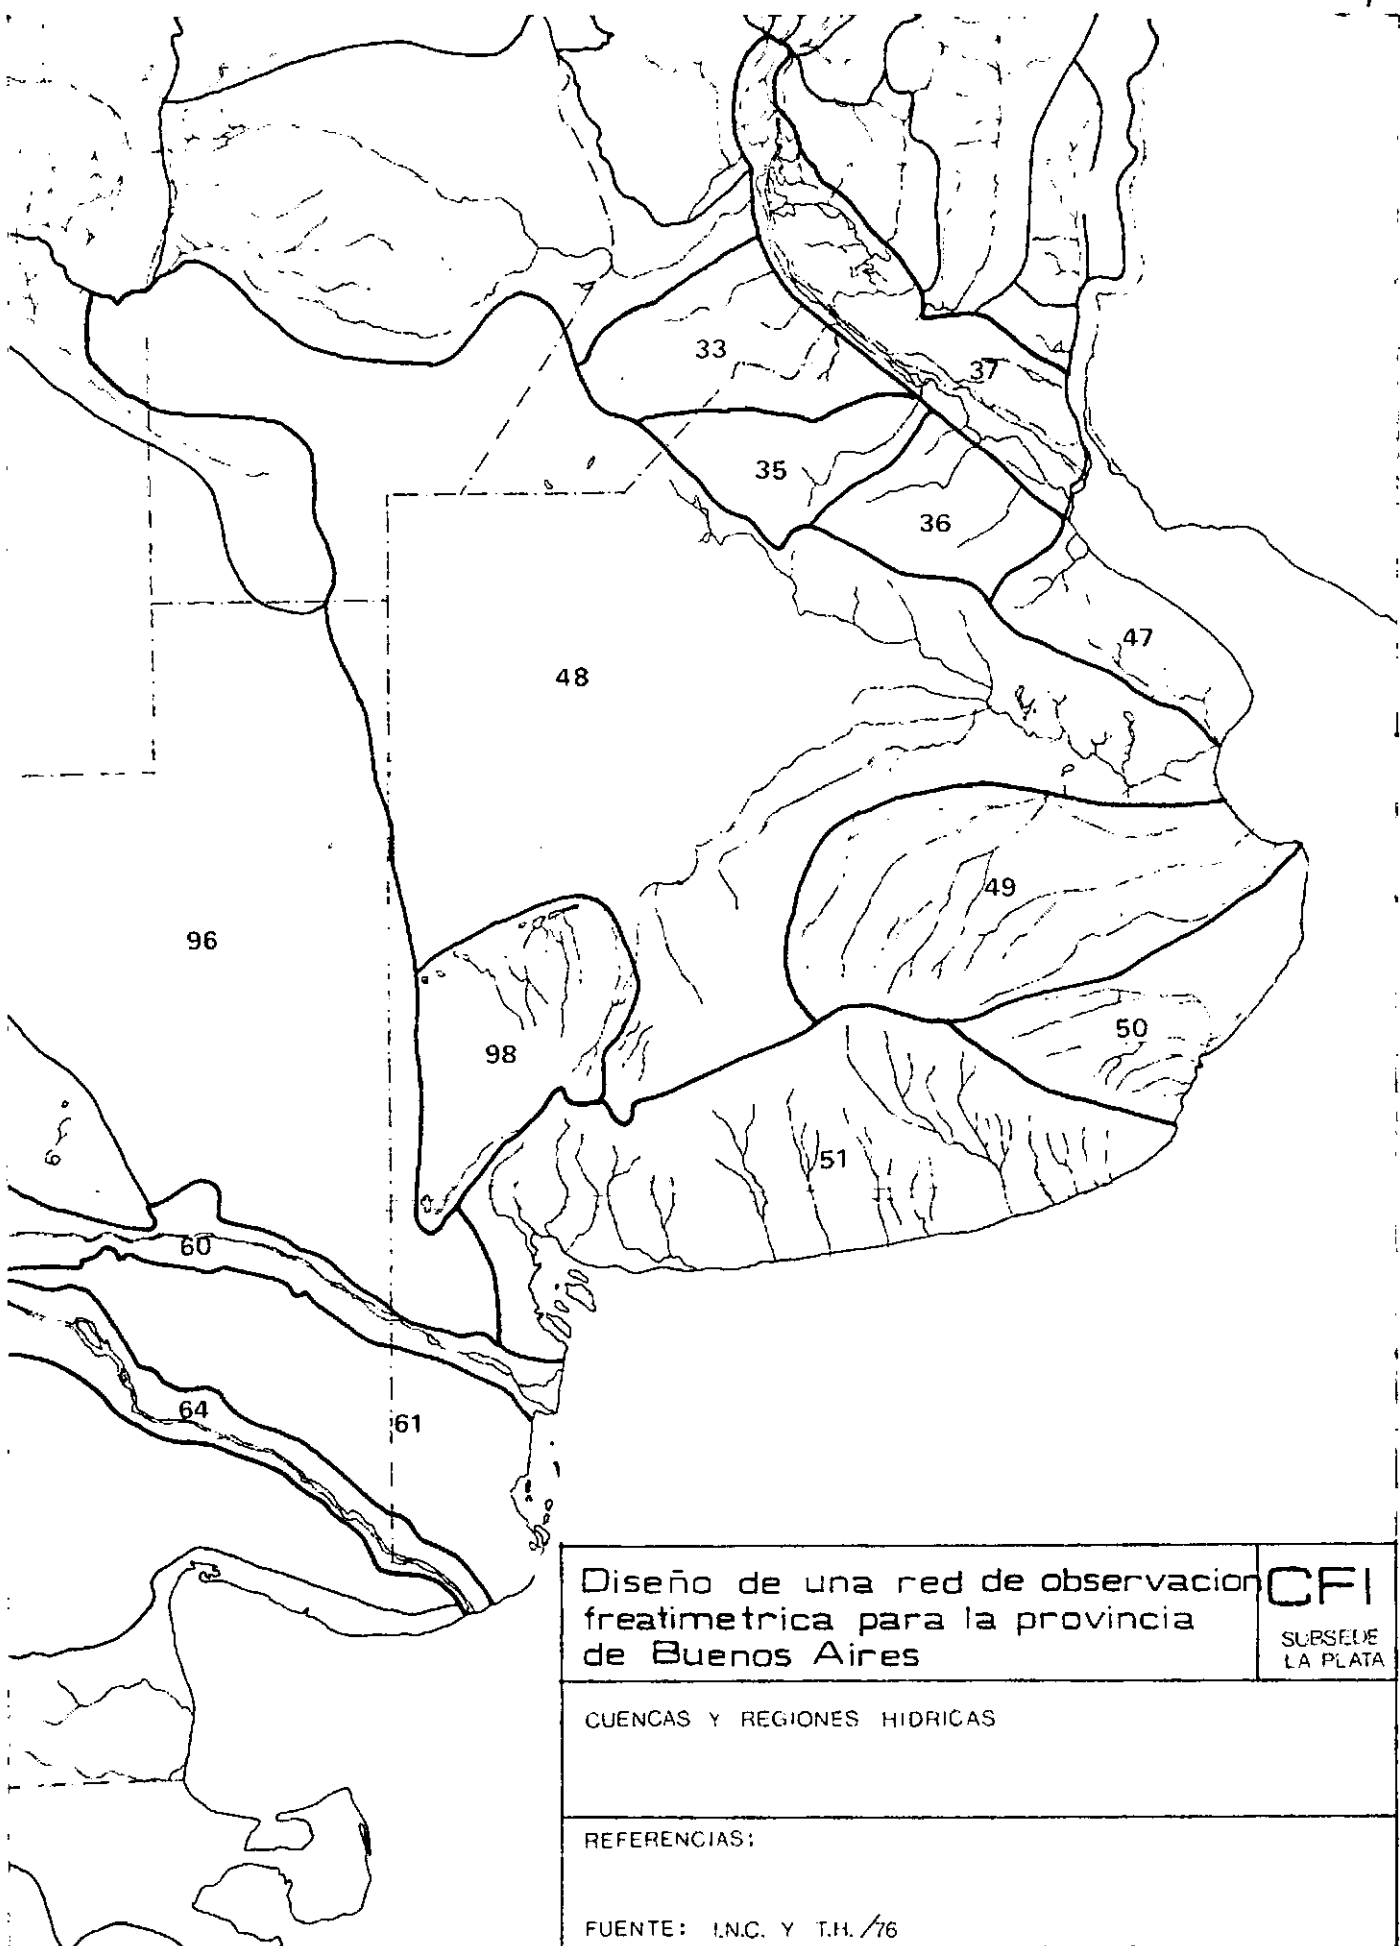 33
37
35
36
47
48
49
96
98
50
51
60
64
61
Diseño de una red de observacion
freatimetrica para la provincia
de Buenos Aires
CFI
SUBSEDE
LA PLATA
CUENCAS Y REGIONES HIDRICAS
REFERENCIAS:
FUENTE: I.N.C. Y T.H./76